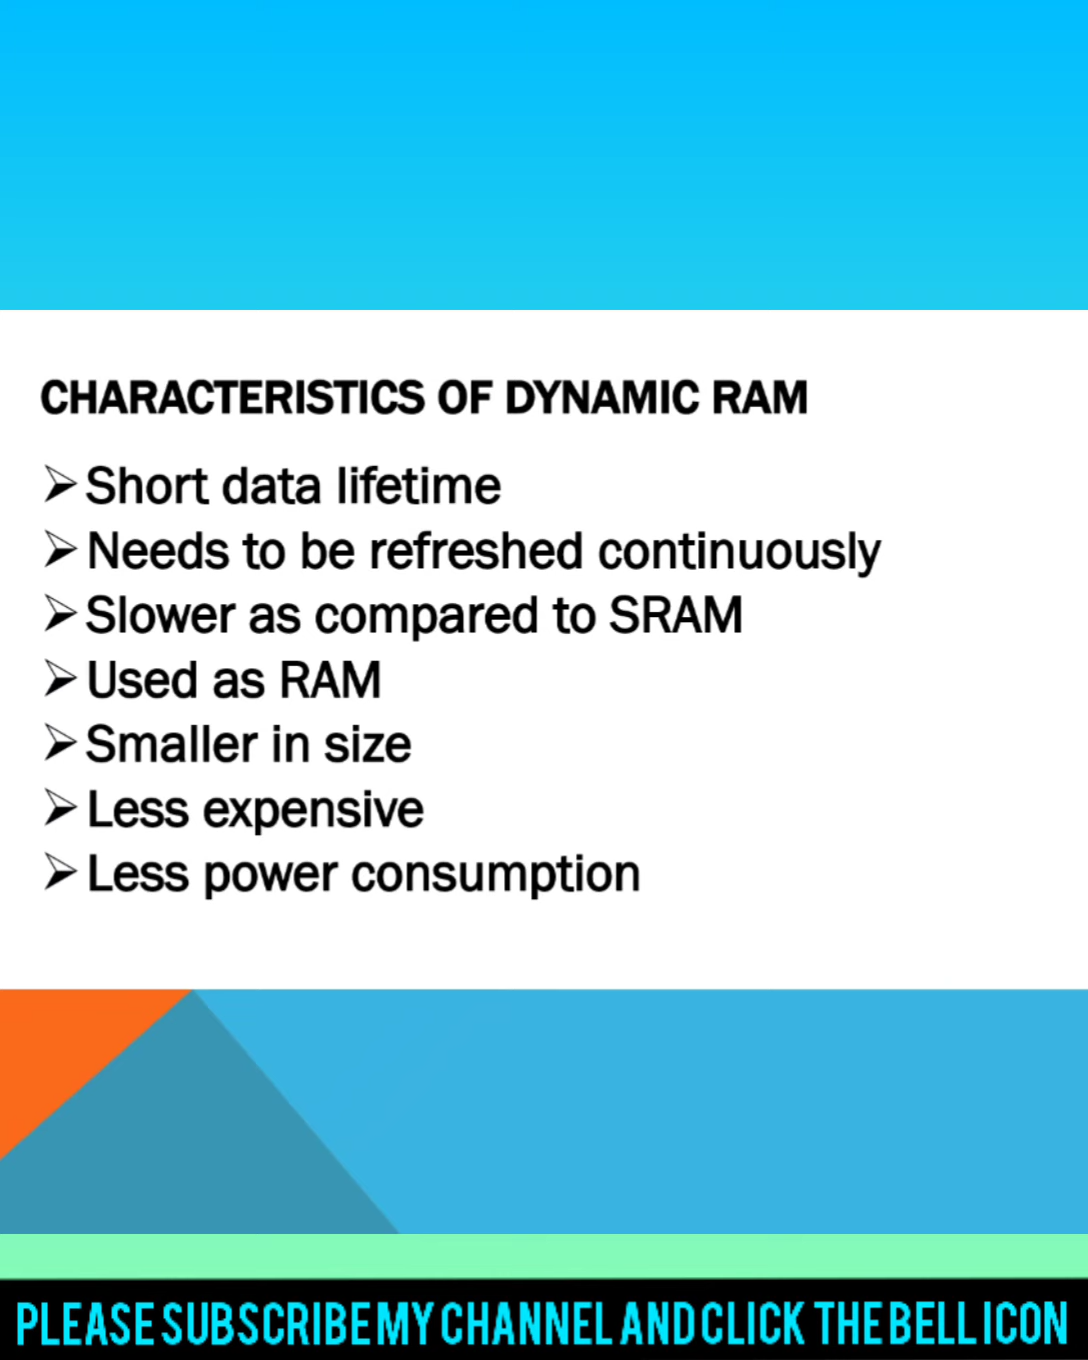 CHARACTERISTICS OF DYNAMIC RAM
➢Short data lifetime
➢Needs to be refreshed continuously
➢Slower as compared to SRAM
➢Used as RAM
➢Smaller in size
➢Less expensive
➢Less power consumption
PLEASE SUBSCRIBE MY CHANNEL AND CLICK THE BELL ICON